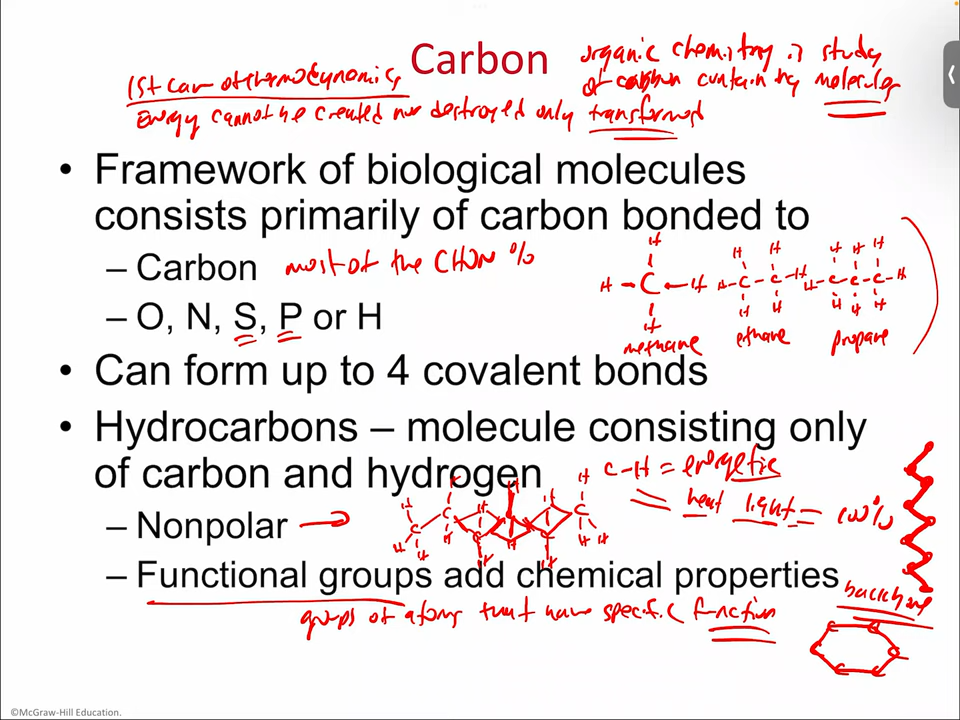 Carbon
organic chemistry is study
of carbon containing molecules
1st Law of thermodynamics
Energy cannot be created nor destroyed only transformed
• Framework of biological molecules
consists primarily of carbon bonded to
– Carbon
most of the CHON %
– O, N, S, P or H
H
H – C – H
H
methane
H H
H – C – C – H
H H
ethane
H H H
H – C – C – C – H
H H H
propane
• Can form up to 4 covalent bonds
• Hydrocarbons – molecule consisting only
of carbon and hydrogen
C–H = energetic
= heat light = 100%
– Nonpolar
– Functional groups add chemical properties
backbone
groups of atoms that have specific function
©McGraw-Hill Education.